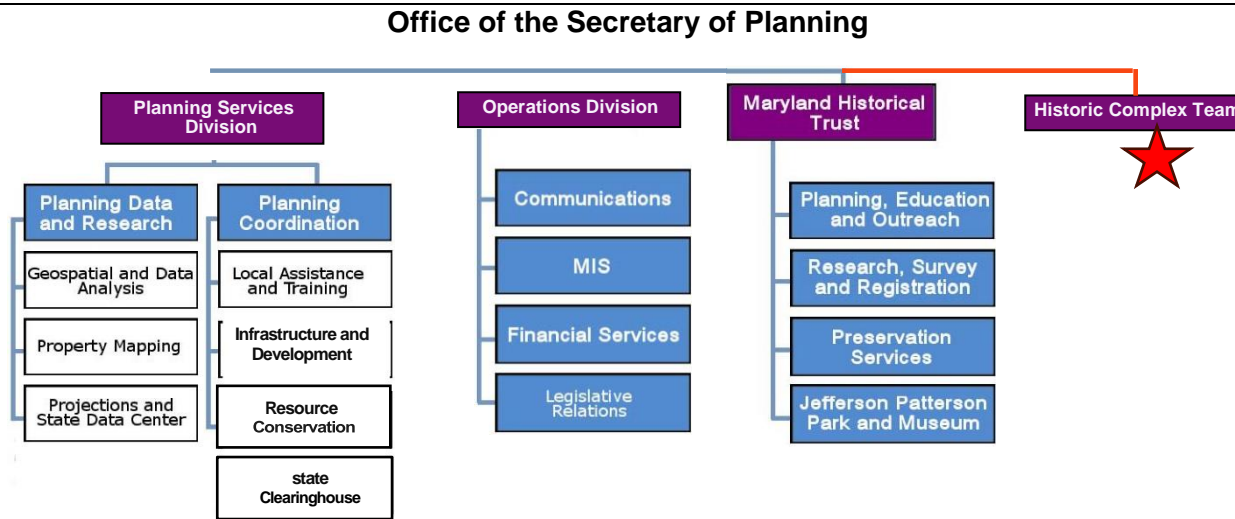 Office of the Secretary of Planning
Planning Services
Division
Operations Division
Maryland Historical
Trust
Historic Complex Team
Planning Data
and Research
Geospatial and Data
Analysis
Property Mapping
Projections and
State Data Center
Planning
Coordination
Local Assistance
and Training
Infrastructure and
Development
Resource
Conservation
state
Clearinghouse
Communications
MIS
Financial Services
Legislative
Relations
Planning, Education
and Outreach
Research, Survey
and Registration
Preservation
Services
Jefferson Patterson
Park and Museum